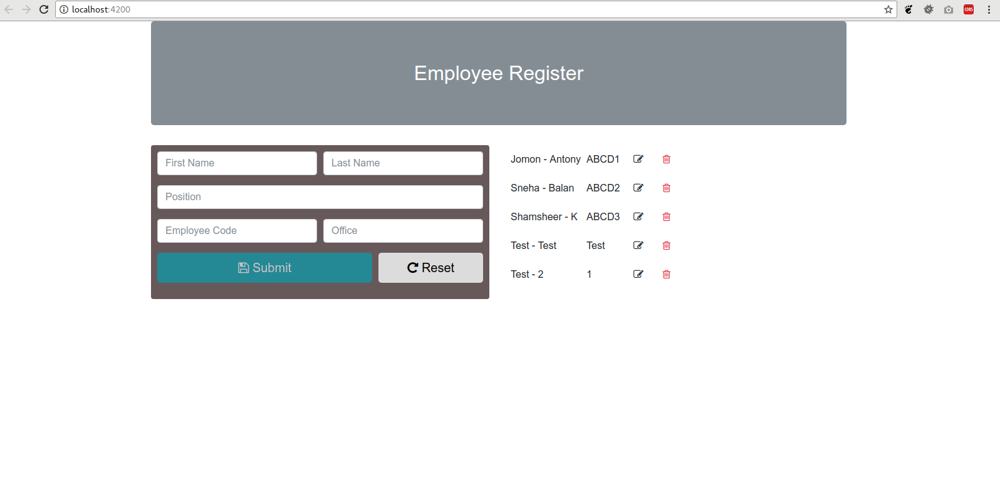 localhost:4200
CORS
Employee Register
First Name Last Name
Position
Employee Code Office
Submit Reset
Jomon - Antony ABCD1
Sneha - Balan ABCD2
Shamsheer - K ABCD3
Test - Test Test
Test - 2 1